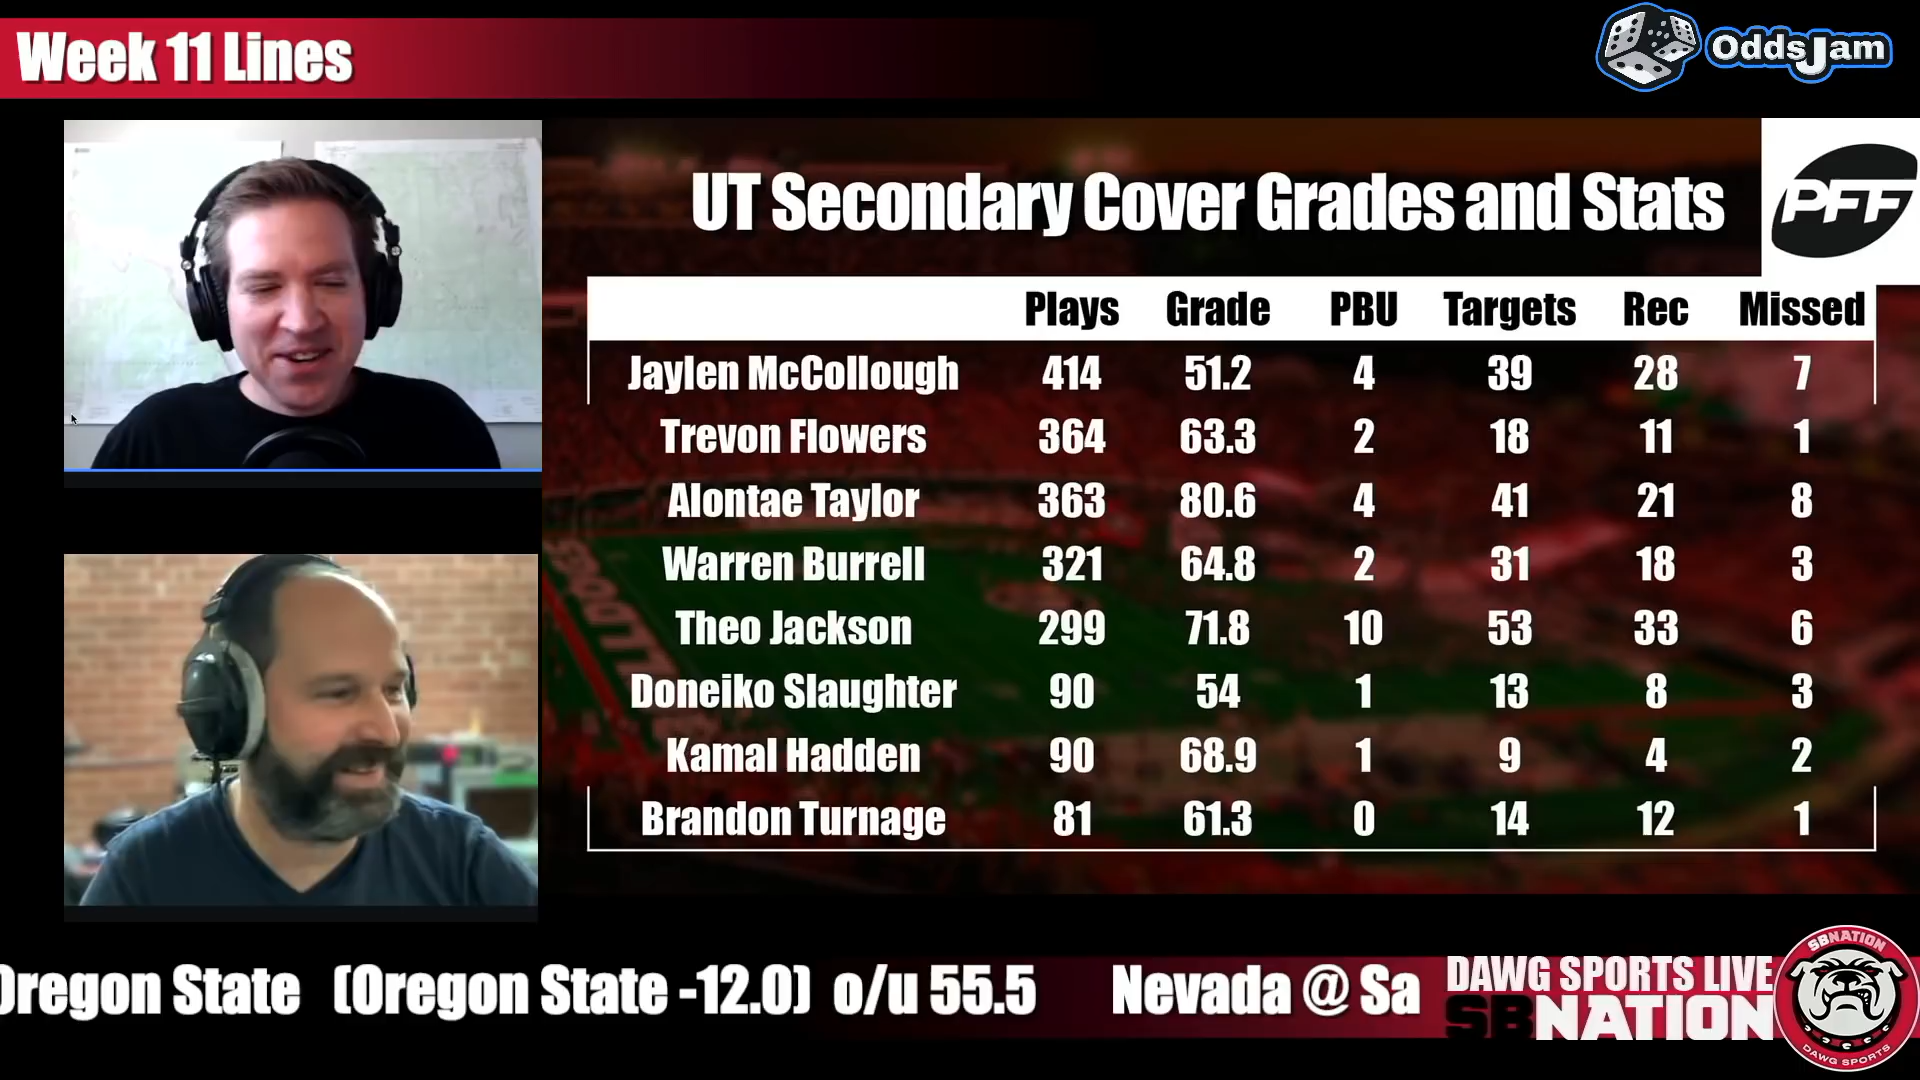 Week 11 Lines
OddsJam
UT Secondary Cover Grades and Stats
PFF
Plays Grade PBU Targets Rec Missed
Jaylen McCollough 414 51.2 4 39 28 7
Trevon Flowers 364 63.3 2 18 11 1
Alontae Taylor 363 80.6 4 41 21 8
Warren Burrell 321 64.8 2 31 18 3
Theo Jackson 299 71.8 10 53 33 6
Doneiko Slaughter 90 54 1 13 8 3
Kamal Hadden 90 68.9 1 9 4 2
Brandon Turnage 81 61.3 0 14 12 1
Oregon State (Oregon State -12.0) o/u 55.5 Nevada @ Sa
DAWG SPORTS LIVE
SBNATION
SBNATION
DAWG SPORTS